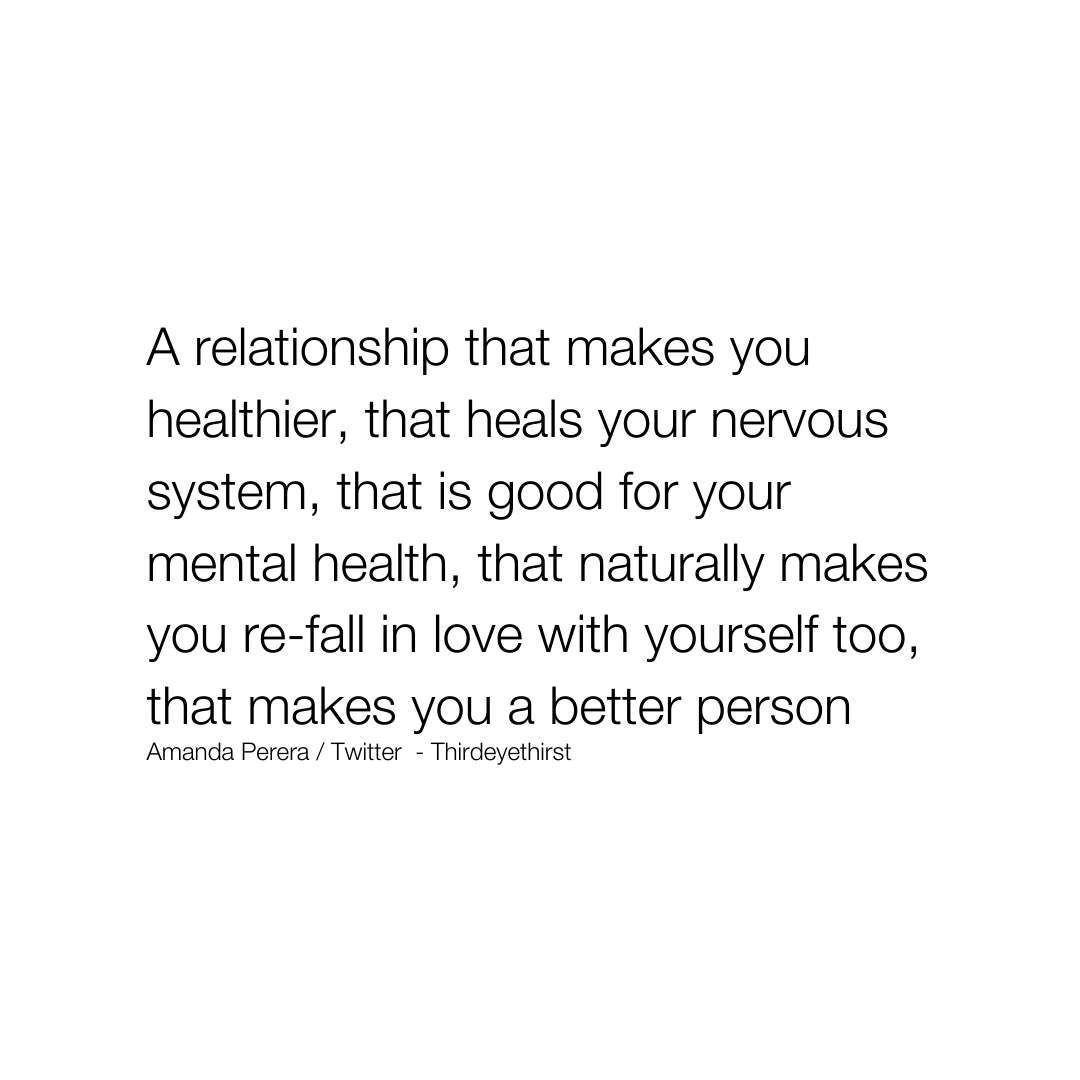 A relationship that makes you
healthier, that heals your nervous
system, that is good for your
mental health, that naturally makes
you re-fall in love with yourself too,
that makes you a better person
Amanda Perera / Twitter  - Thirdeyethirst